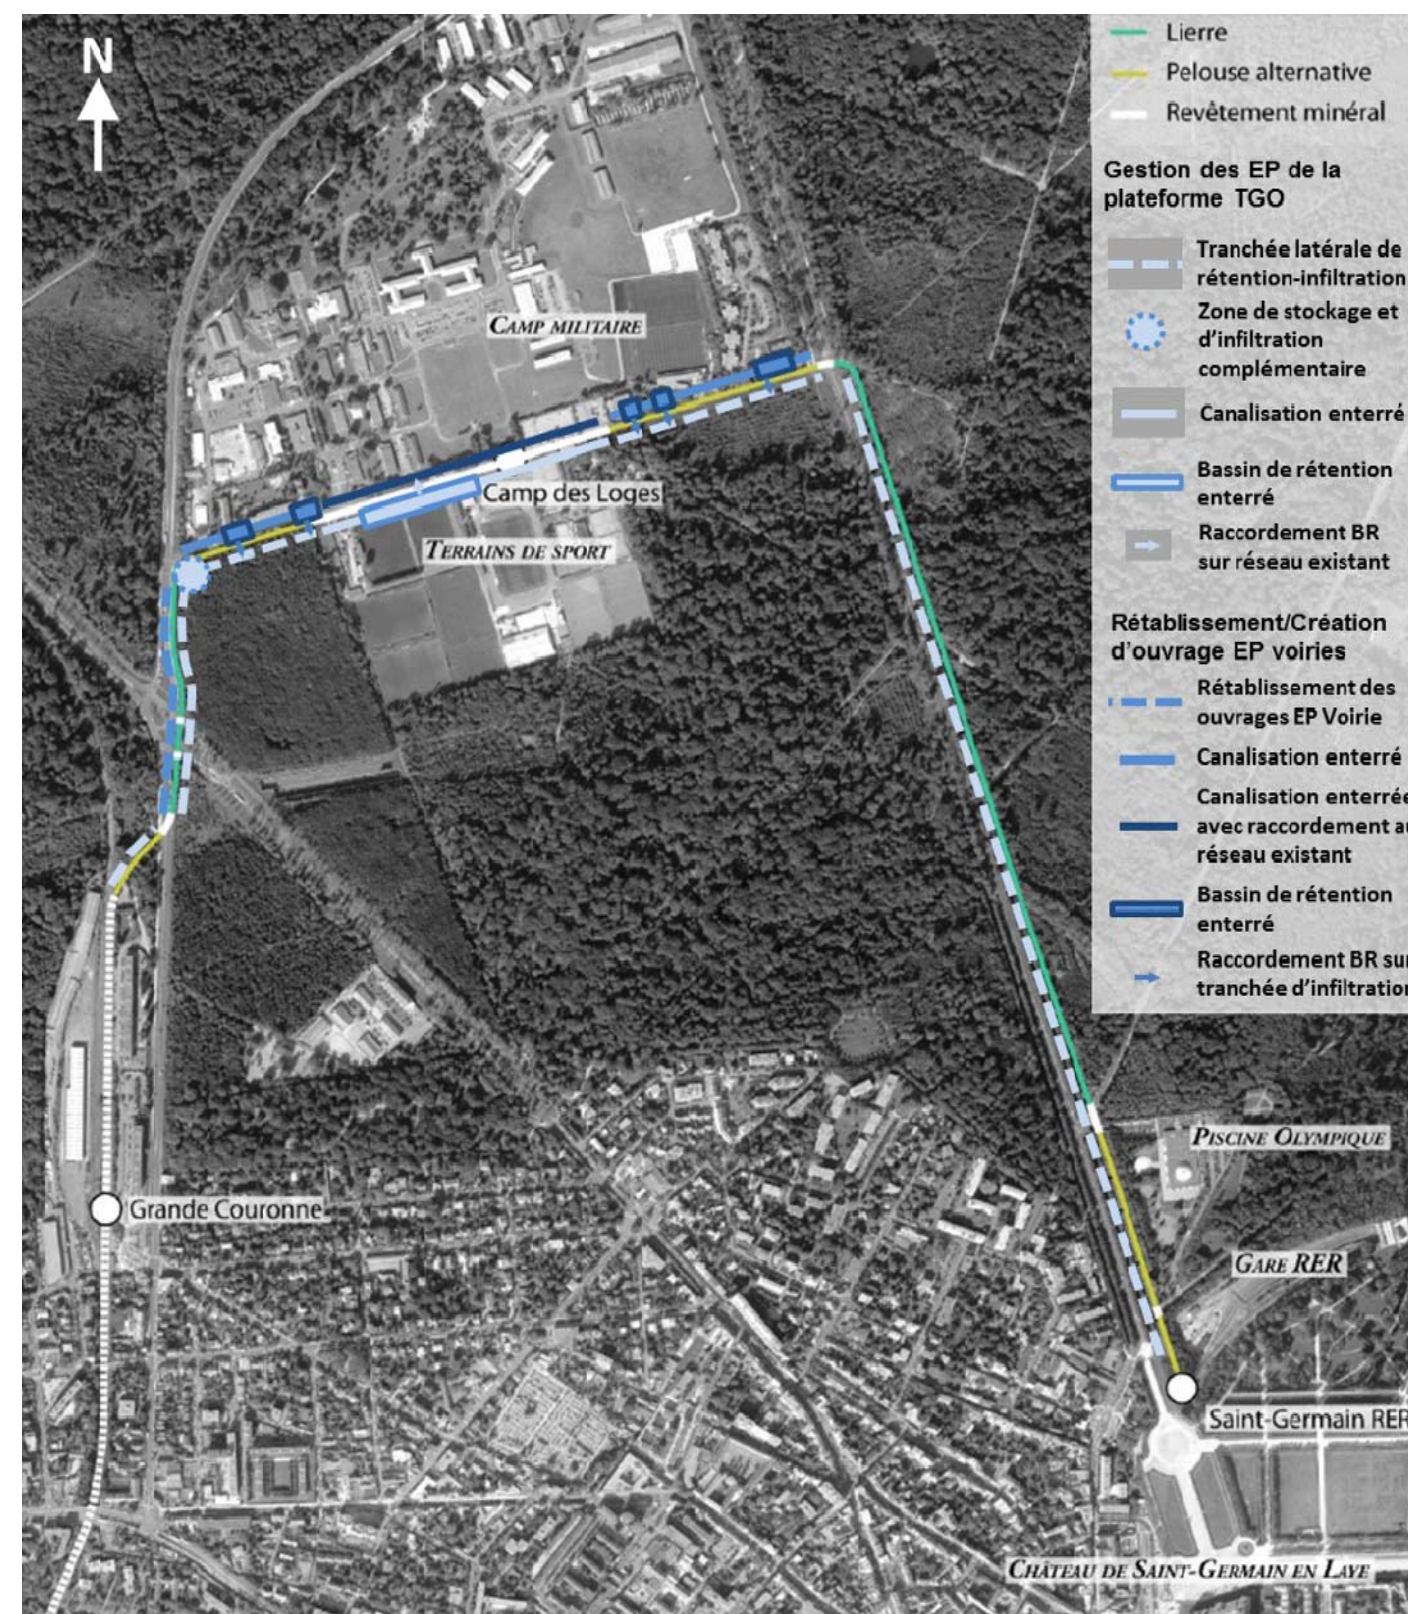 N
Lierre
Pelouse alternative
Revêtement minéral
Gestion des EP de la
plateforme TGO
Tranchée latérale de
rétention-infiltration
Zone de stockage et
d'infiltration
complémentaire
Canalisation enterré
Bassin de rétention
enterré
Raccordement BR
sur réseau existant
Rétablissement/Création
d'ouvrage EP voiries
Rétablissement des
ouvrages EP Voirie
Canalisation enterré
Canalisation enterrée
avec raccordement au
réseau existant
Bassin de rétention
enterré
Raccordement BR sur
tranchée d'infiltration
CAMP MILITAIRE
Camp des Loges
TERRAINS DE SPORT
PISCINE OLYMPIQUE
Grande Couronne
GARE RER
Saint-Germain RER
CHÂTEAU DE SAINT-GERMAIN EN LAYE